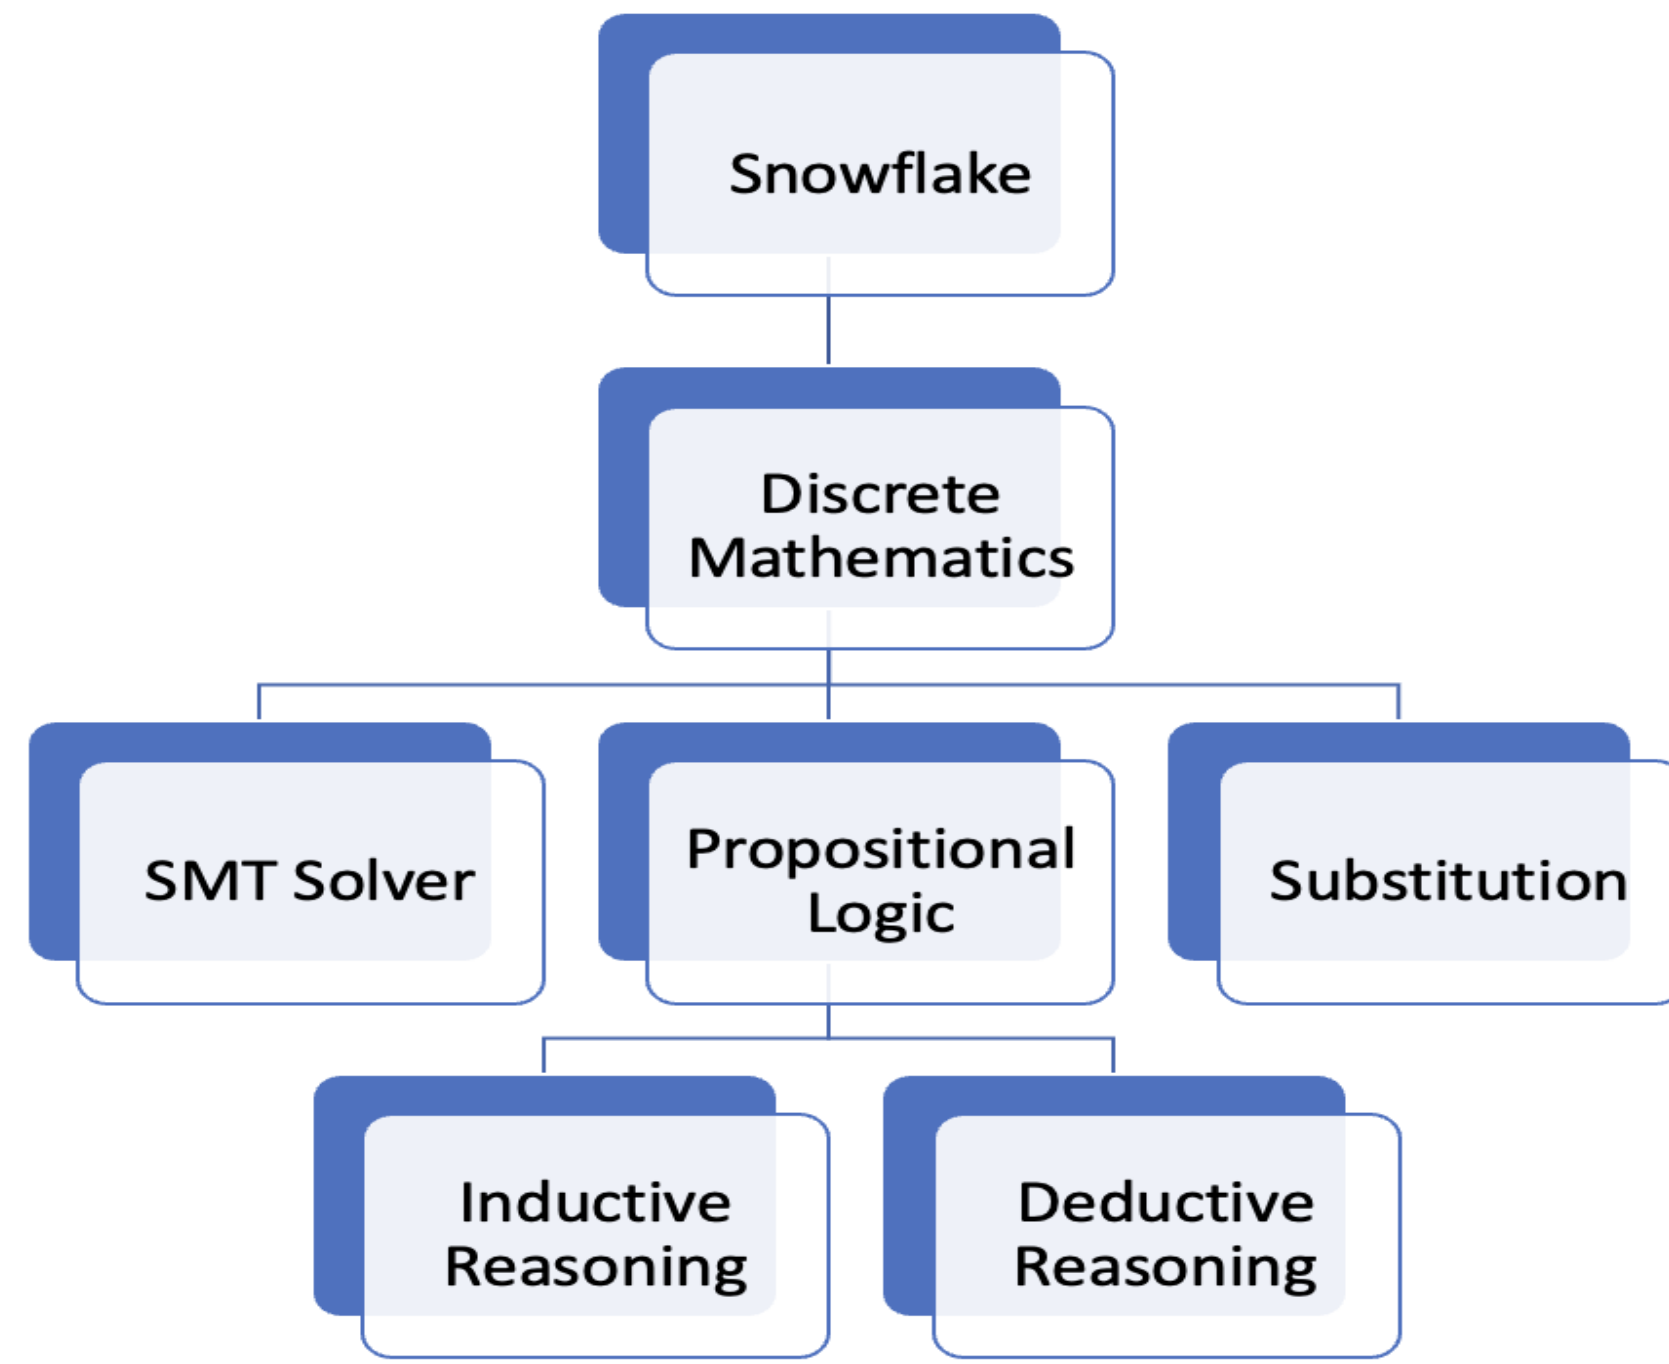 Snowflake
Discrete
Mathematics
SMT Solver
Propositional
Logic
Substitution
Inductive
Reasoning
Deductive
Reasoning